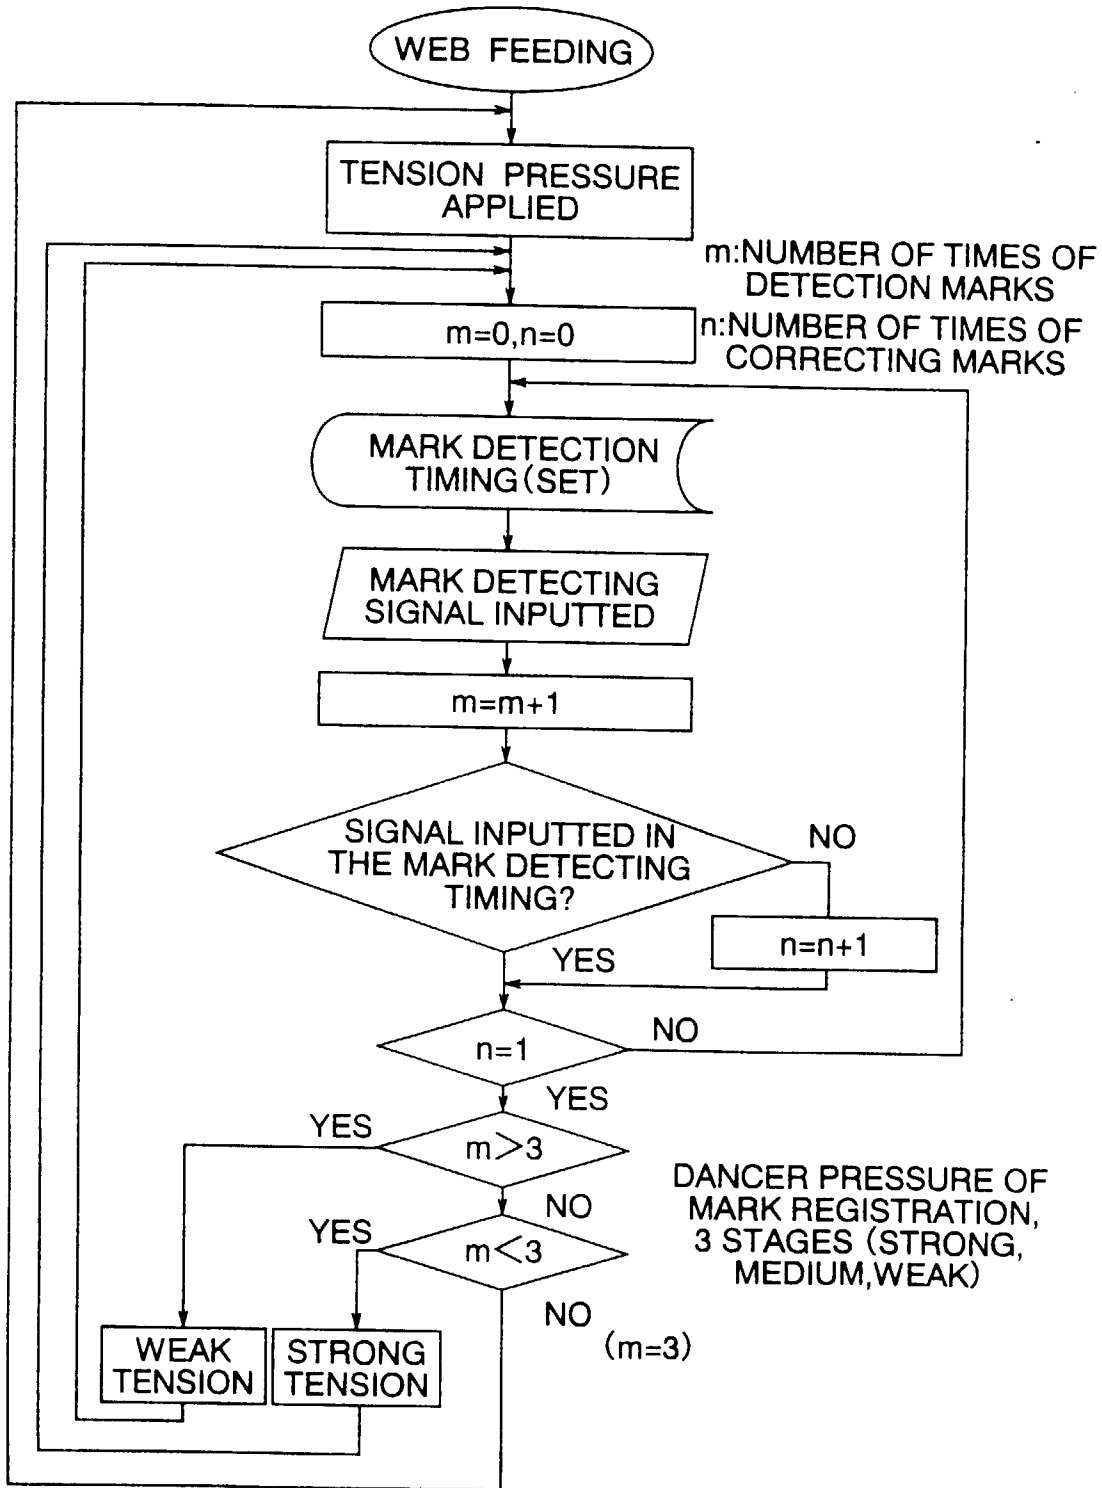 WEB FEEDING
TENSION PRESSURE
APPLIED
m:NUMBER OF TIMES OF
DETECTION MARKS
m=0,n=0
n:NUMBER OF TIMES OF
CORRECTING MARKS
MARK DETECTION
TIMING(SET)
MARK DETECTING
SIGNAL INPUTTED
m=m+1
SIGNAL INPUTTED IN
THE MARK DETECTING
TIMING?
NO
n=n+1
YES
n=1
NO
YES
m>3
YES
NO
m<3
YES
NO
(m=3)
DANCER PRESSURE OF
MARK REGISTRATION,
3 STAGES (STRONG,
MEDIUM,WEAK)
WEAK
TENSION
STRONG
TENSION